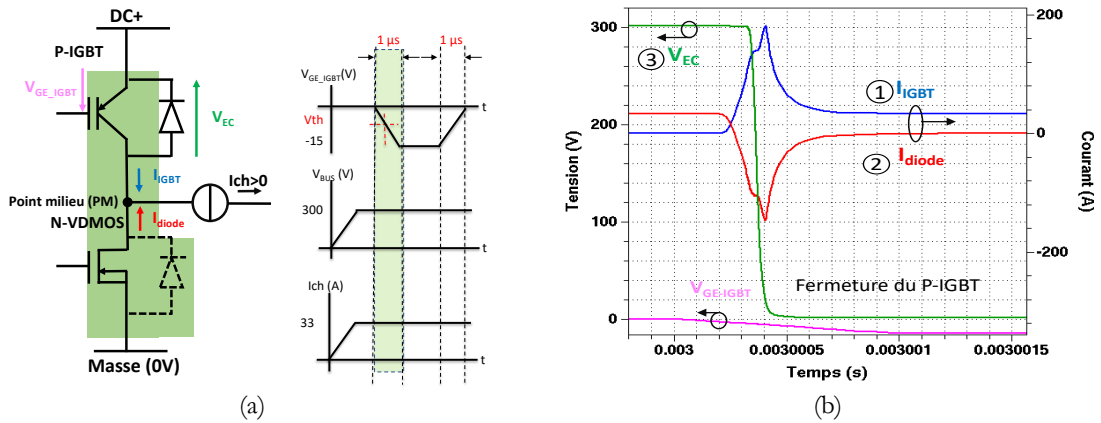 DC+
P-IGBT
V_GE_IGBT
V_EC
I_IGBT
Ich>0
Point milieu (PM)
N-VDMOS
I_diode
Masse (0V)
1 µs
1 µs
V_GE_IGBT(V)
t
Vth
-15
V_BUS (V)
300
t
Ich (A)
33
t
(a)
300
200
100
0
Tension (V)
200
0
-200
Courant (A)
③ V_EC
① I_IGBT
② I_diode
V_GE-IGBT
Fermeture du P-IGBT
0.003
0.0030005
0.003001
0.0030015
Temps (s)
(b)